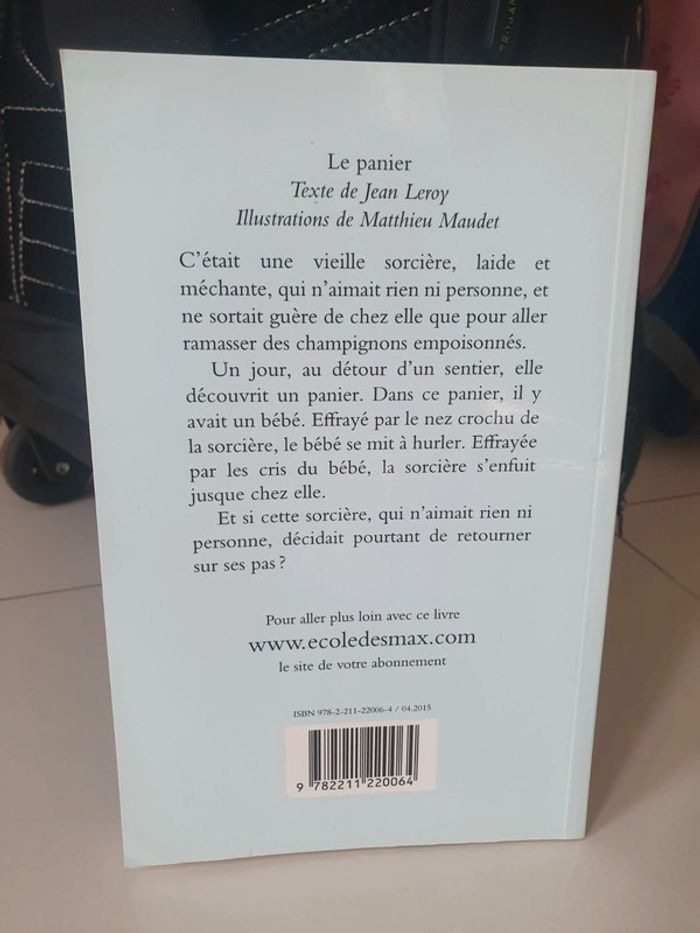 Le panier
Texte de Jean Leroy
Illustrations de Matthieu Maudet
C'était une vieille sorcière, laide et
méchante, qui n'aimait rien ni personne, et
ne sortait guère de chez elle que pour aller
ramasser des champignons empoisonnés.
Un jour, au détour d'un sentier, elle
découvrit un panier. Dans ce panier, il y
avait un bébé. Effrayé par le nez crochu de
la sorcière, le bébé se mit à hurler. Effrayée
par les cris du bébé, la sorcière s'enfuit
jusque chez elle.
Et si cette sorcière, qui n'aimait rien ni
personne, décidait pourtant de retourner
sur ses pas ?
Pour aller plus loin avec ce livre
www.ecoledesmax.com
le site de votre abonnement
ISBN 978-2-211-22006-4 / 04.2015
9 782211 220064